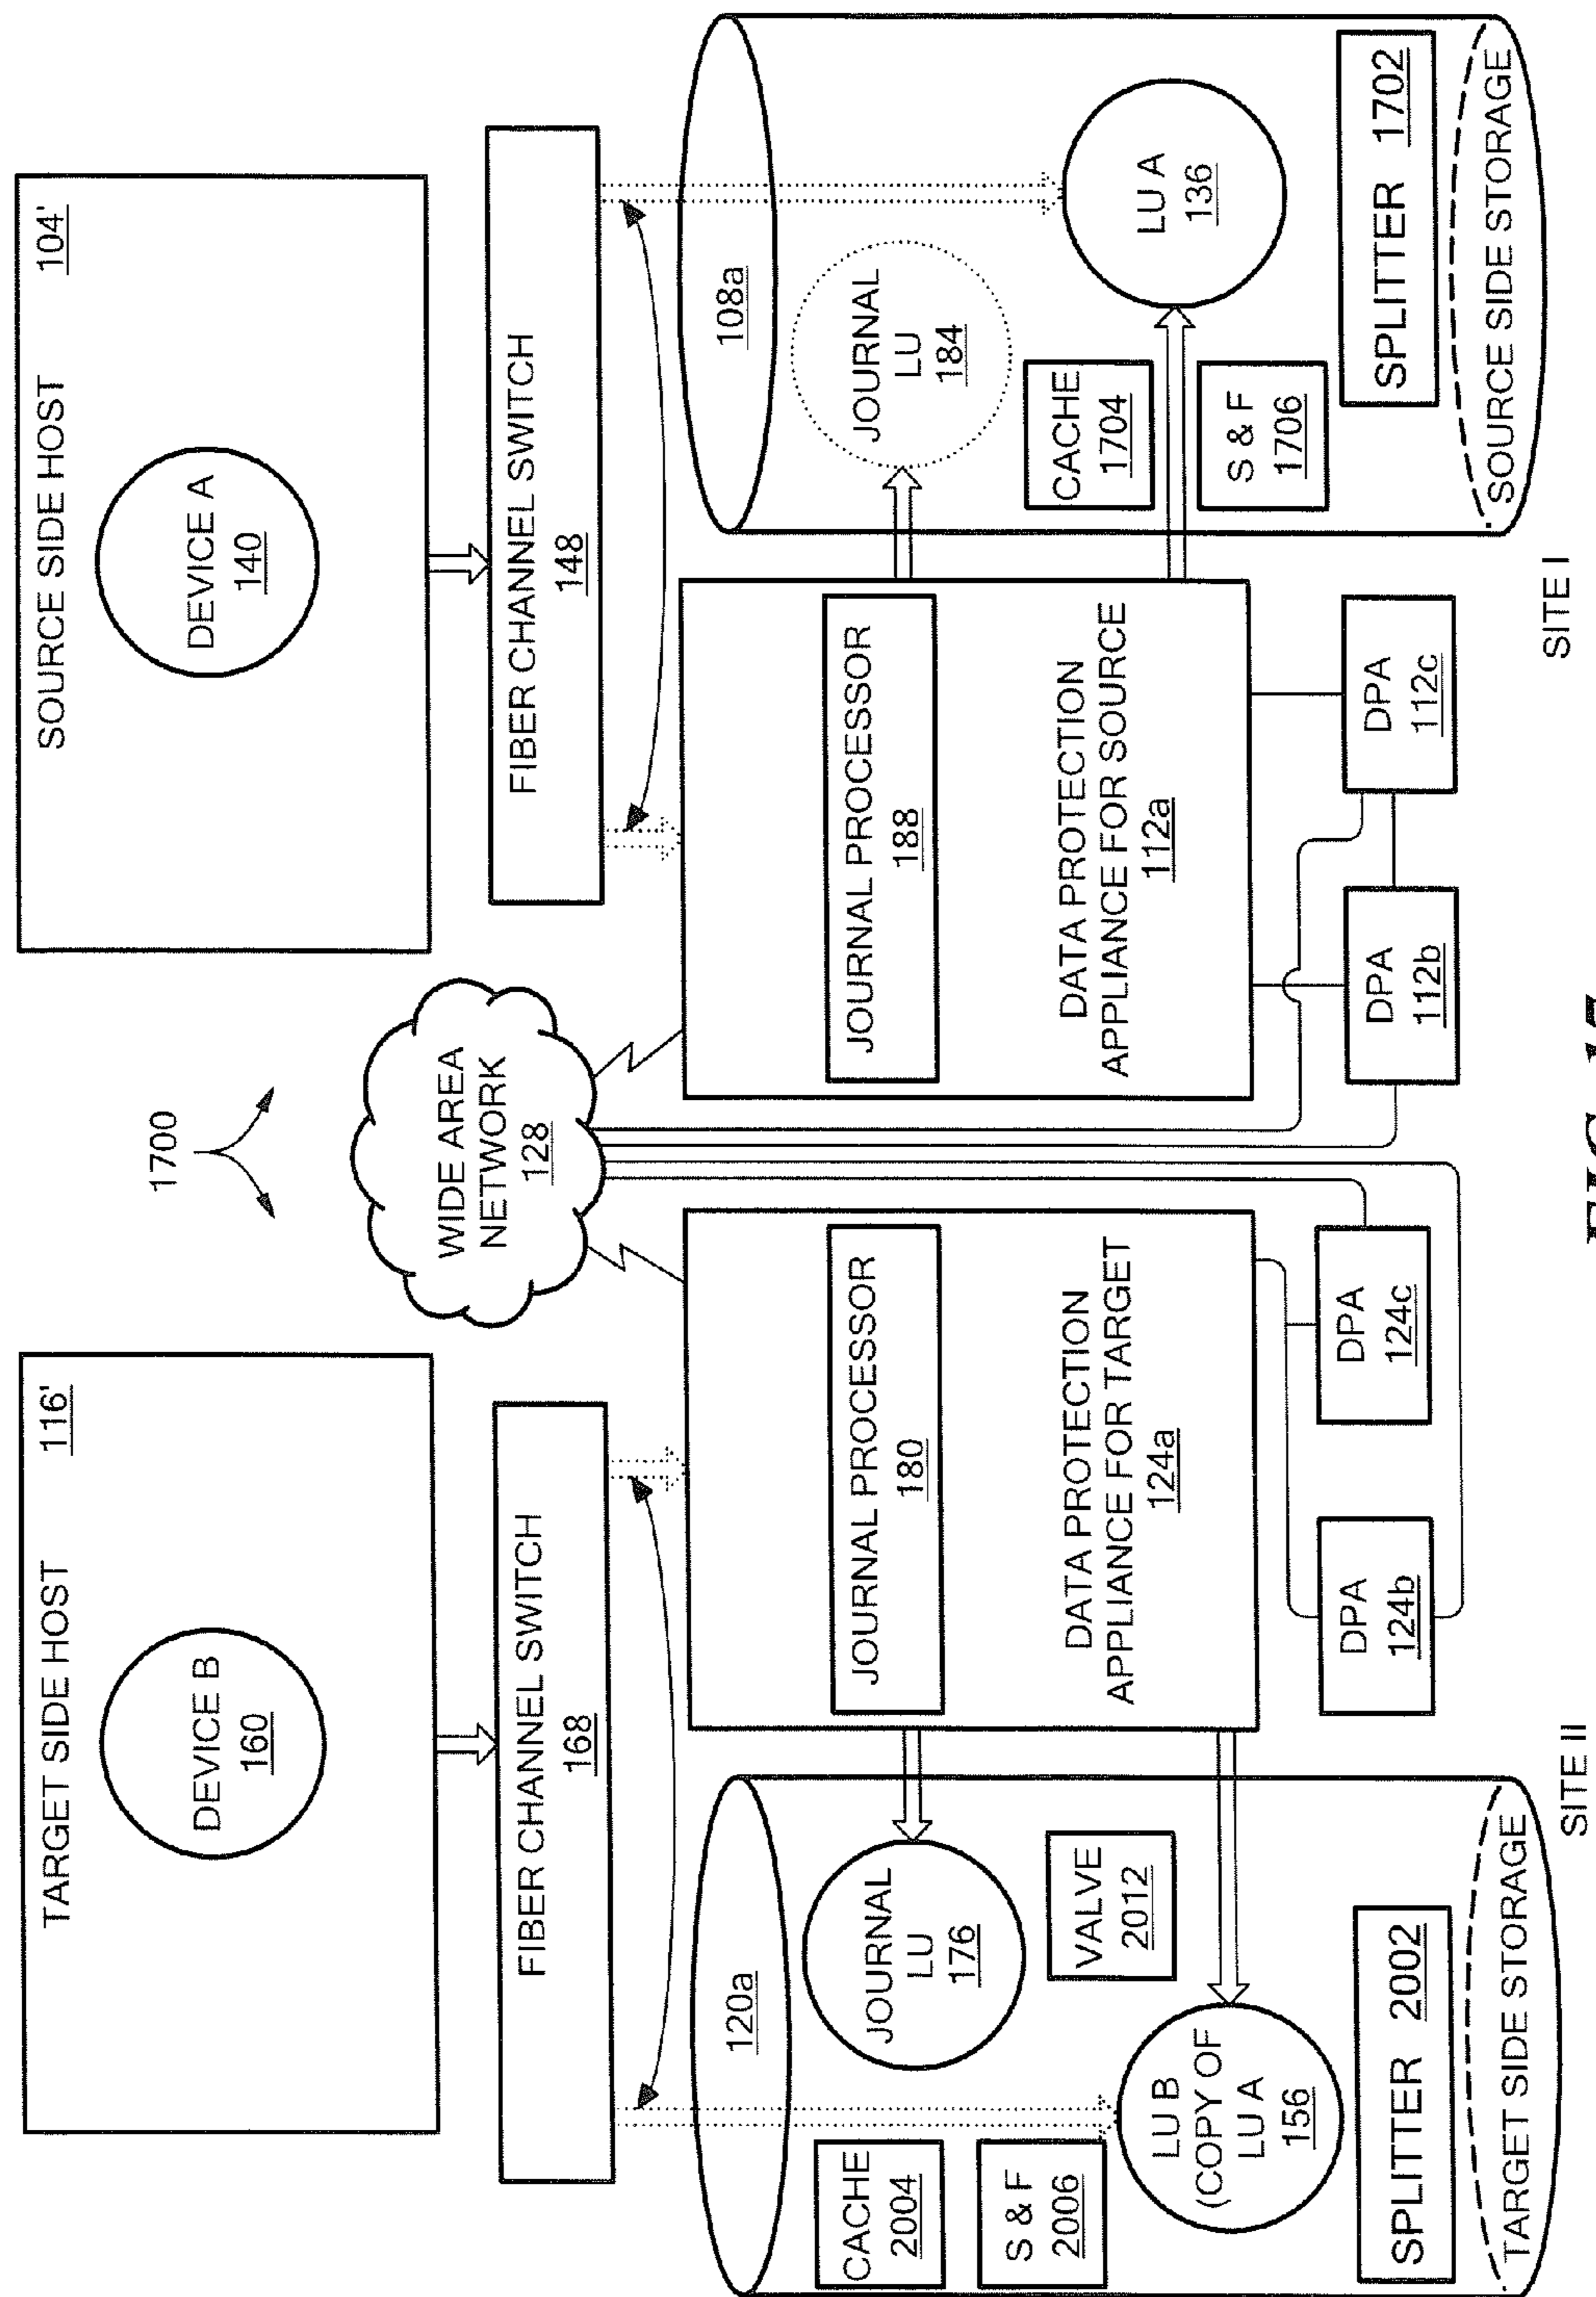 1700
TARGET SIDE HOST
116'
DEVICE B
160
FIBER CHANNEL SWITCH
168
120a
CACHE
2004
S & F
2006
JOURNAL
LU
176
VALVE
2012
LU B
(COPY OF
LU A
156
SPLITTER 2002
TARGET SIDE STORAGE
SITE II
JOURNAL PROCESSOR
180
DATA PROTECTION
APPLIANCE FOR TARGET
124a
DPA
124b
DPA
124c
WIDE AREA
NETWORK
128
SOURCE SIDE HOST
104'
DEVICE A
140
FIBER CHANNEL SWITCH
148
JOURNAL PROCESSOR
188
DATA PROTECTION
APPLIANCE FOR SOURCE
112a
DPA
112b
DPA
112c
108a
JOURNAL
LU
184
CACHE
1704
S & F
1706
LU A
136
SPLITTER 1702
SOURCE SIDE STORAGE
SITE I
FIG. 17